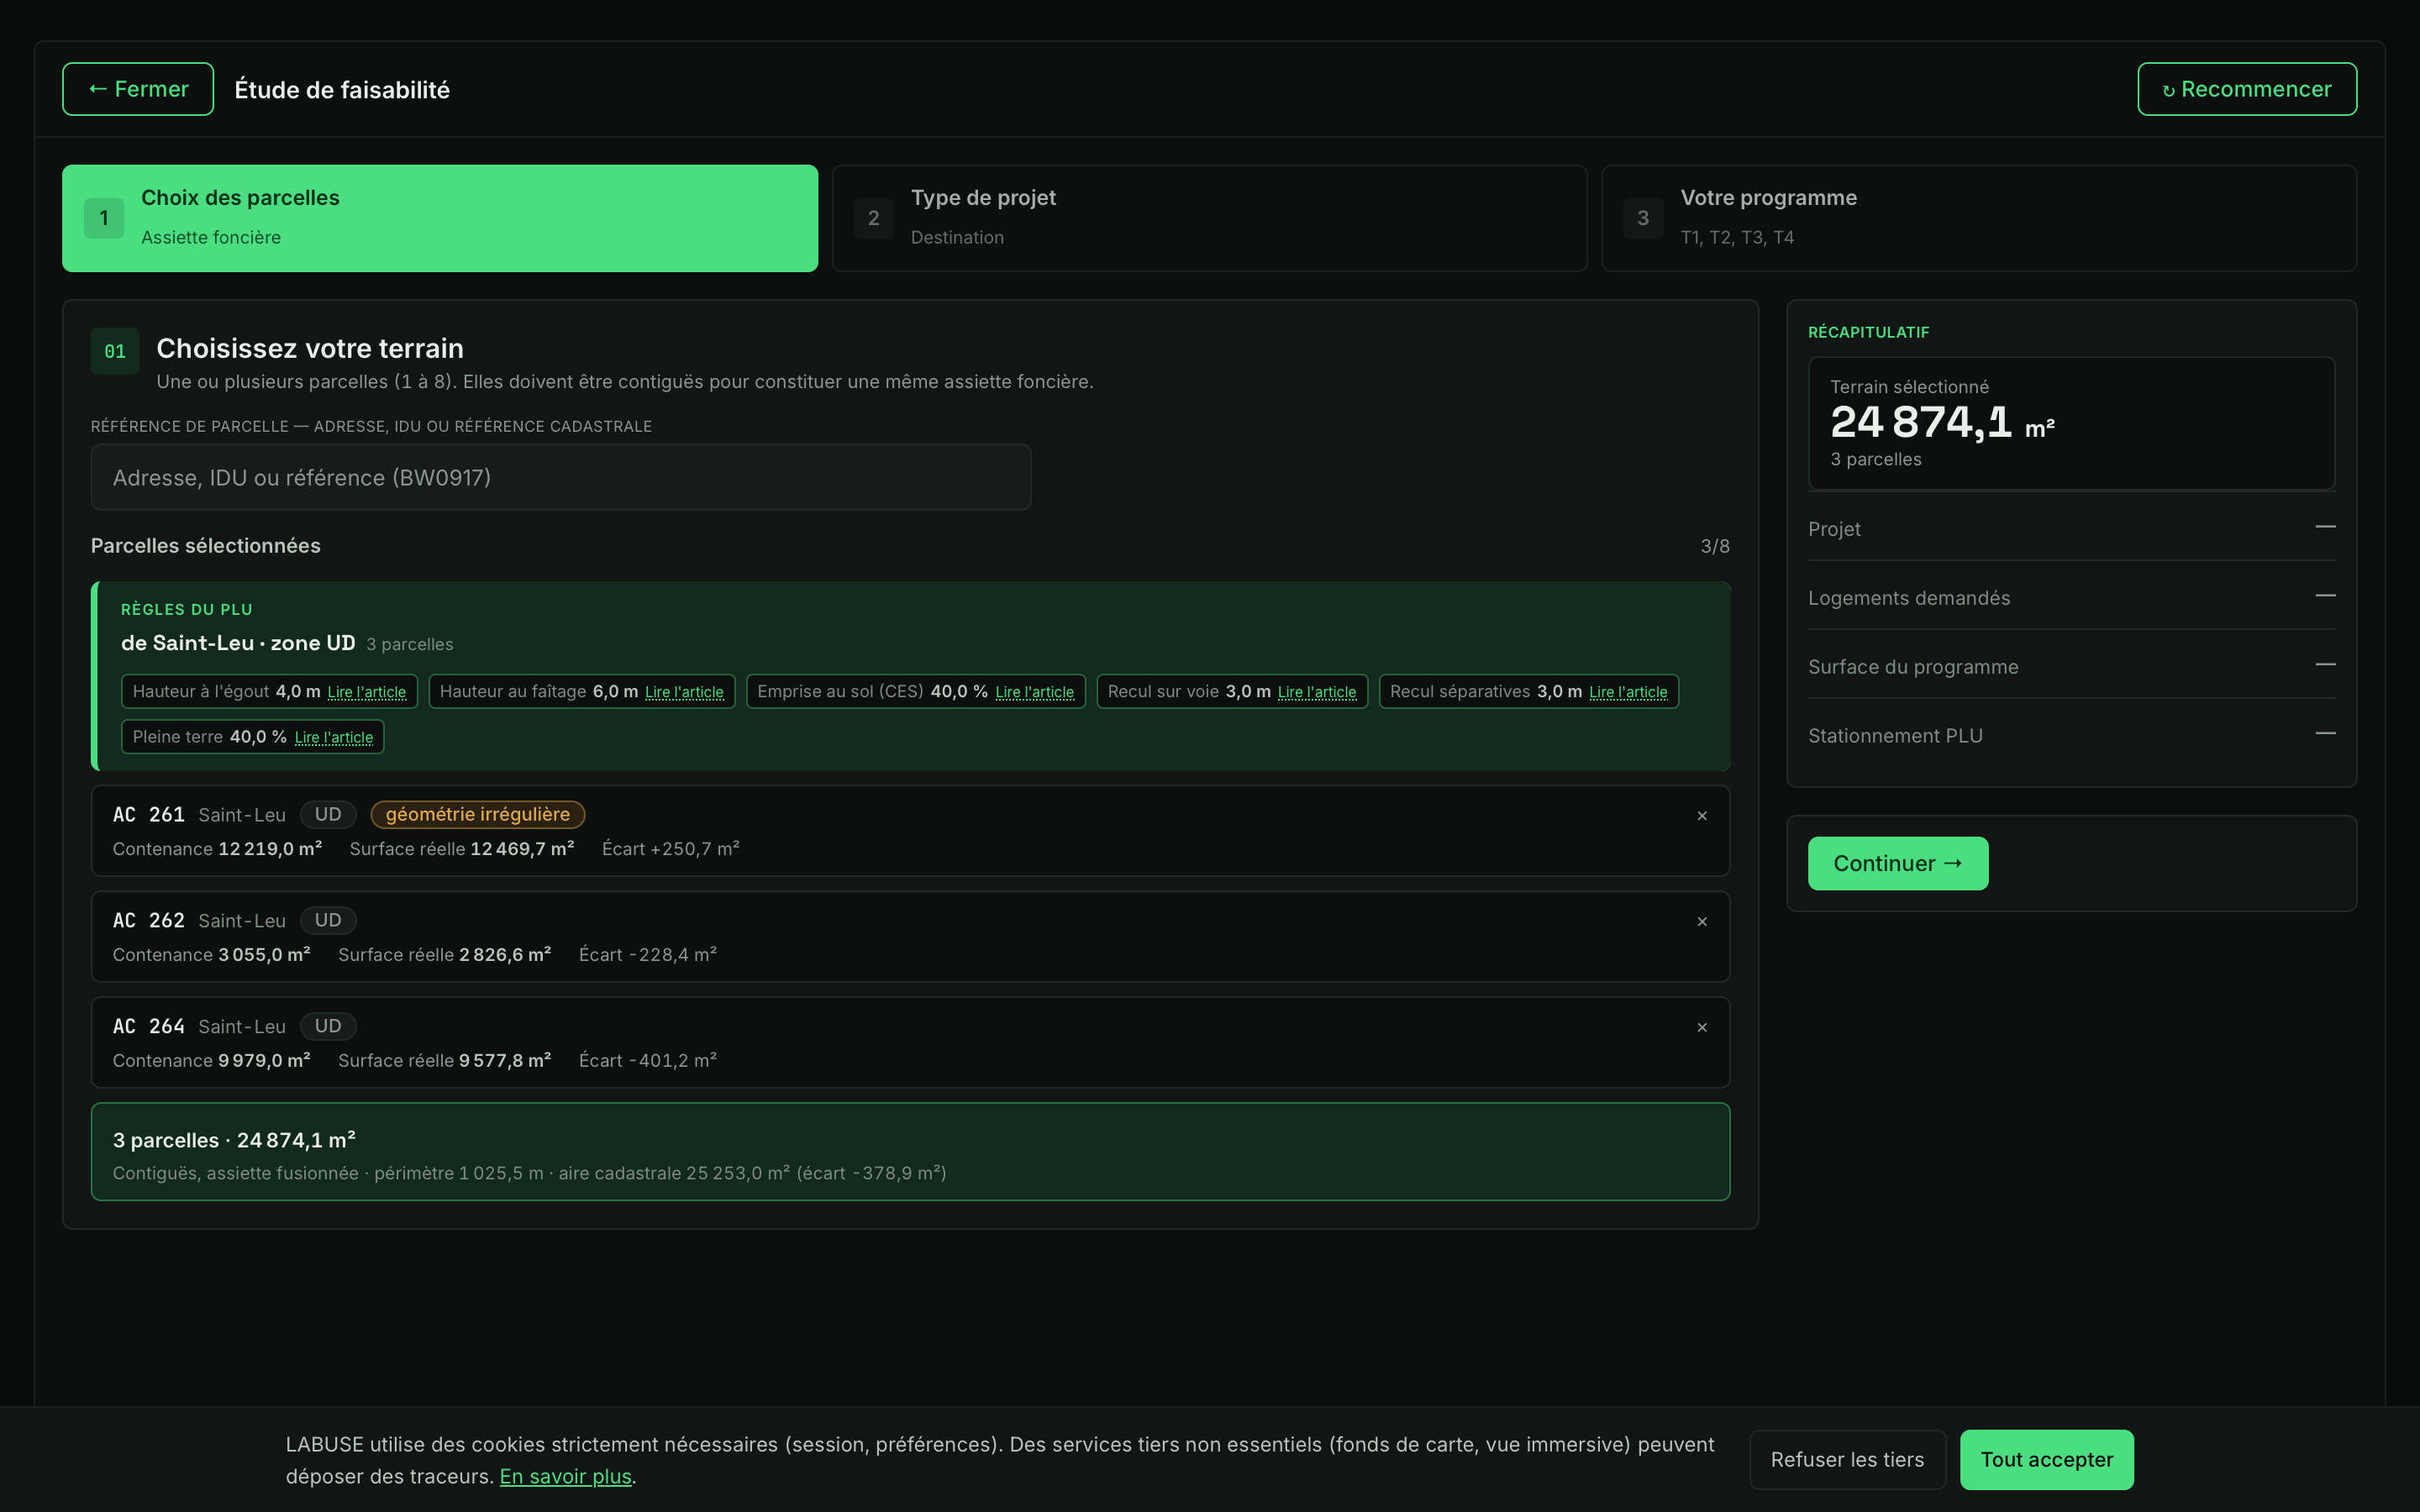 ← Fermer
Étude de faisabilité
↻ Recommencer
1
Choix des parcelles
Assiette foncière
2
Type de projet
Destination
3
Votre programme
T1, T2, T3, T4
01
Choisissez votre terrain
Une ou plusieurs parcelles (1 à 8). Elles doivent être contiguës pour constituer une même assiette foncière.
RÉFÉRENCE DE PARCELLE — ADRESSE, IDU OU RÉFÉRENCE CADASTRALE
Adresse, IDU ou référence (BW0917)
Parcelles sélectionnées
3/8
RÈGLES DU PLU
de Saint-Leu · zone UD 3 parcelles
Hauteur à l'égout 4,0 m Lire l'article
Hauteur au faîtage 6,0 m Lire l'article
Emprise au sol (CES) 40,0 % Lire l'article
Recul sur voie 3,0 m Lire l'article
Recul séparatives 3,0 m Lire l'article
Pleine terre 40,0 % Lire l'article
AC 261 Saint-Leu UD géométrie irrégulière ×
Contenance 12 219,0 m² Surface réelle 12 469,7 m² Écart +250,7 m²
AC 262 Saint-Leu UD ×
Contenance 3 055,0 m² Surface réelle 2 826,6 m² Écart -228,4 m²
AC 264 Saint-Leu UD ×
Contenance 9 979,0 m² Surface réelle 9 577,8 m² Écart -401,2 m²
3 parcelles · 24 874,1 m²
Contiguës, assiette fusionnée · périmètre 1 025,5 m · aire cadastrale 25 253,0 m² (écart -378,9 m²)
RÉCAPITULATIF
Terrain sélectionné
24 874,1 m²
3 parcelles
Projet —
Logements demandés —
Surface du programme —
Stationnement PLU —
Continuer →
LABUSE utilise des cookies strictement nécessaires (session, préférences). Des services tiers non essentiels (fonds de carte, vue immersive) peuvent
déposer des traceurs. En savoir plus.
Refuser les tiers
Tout accepter